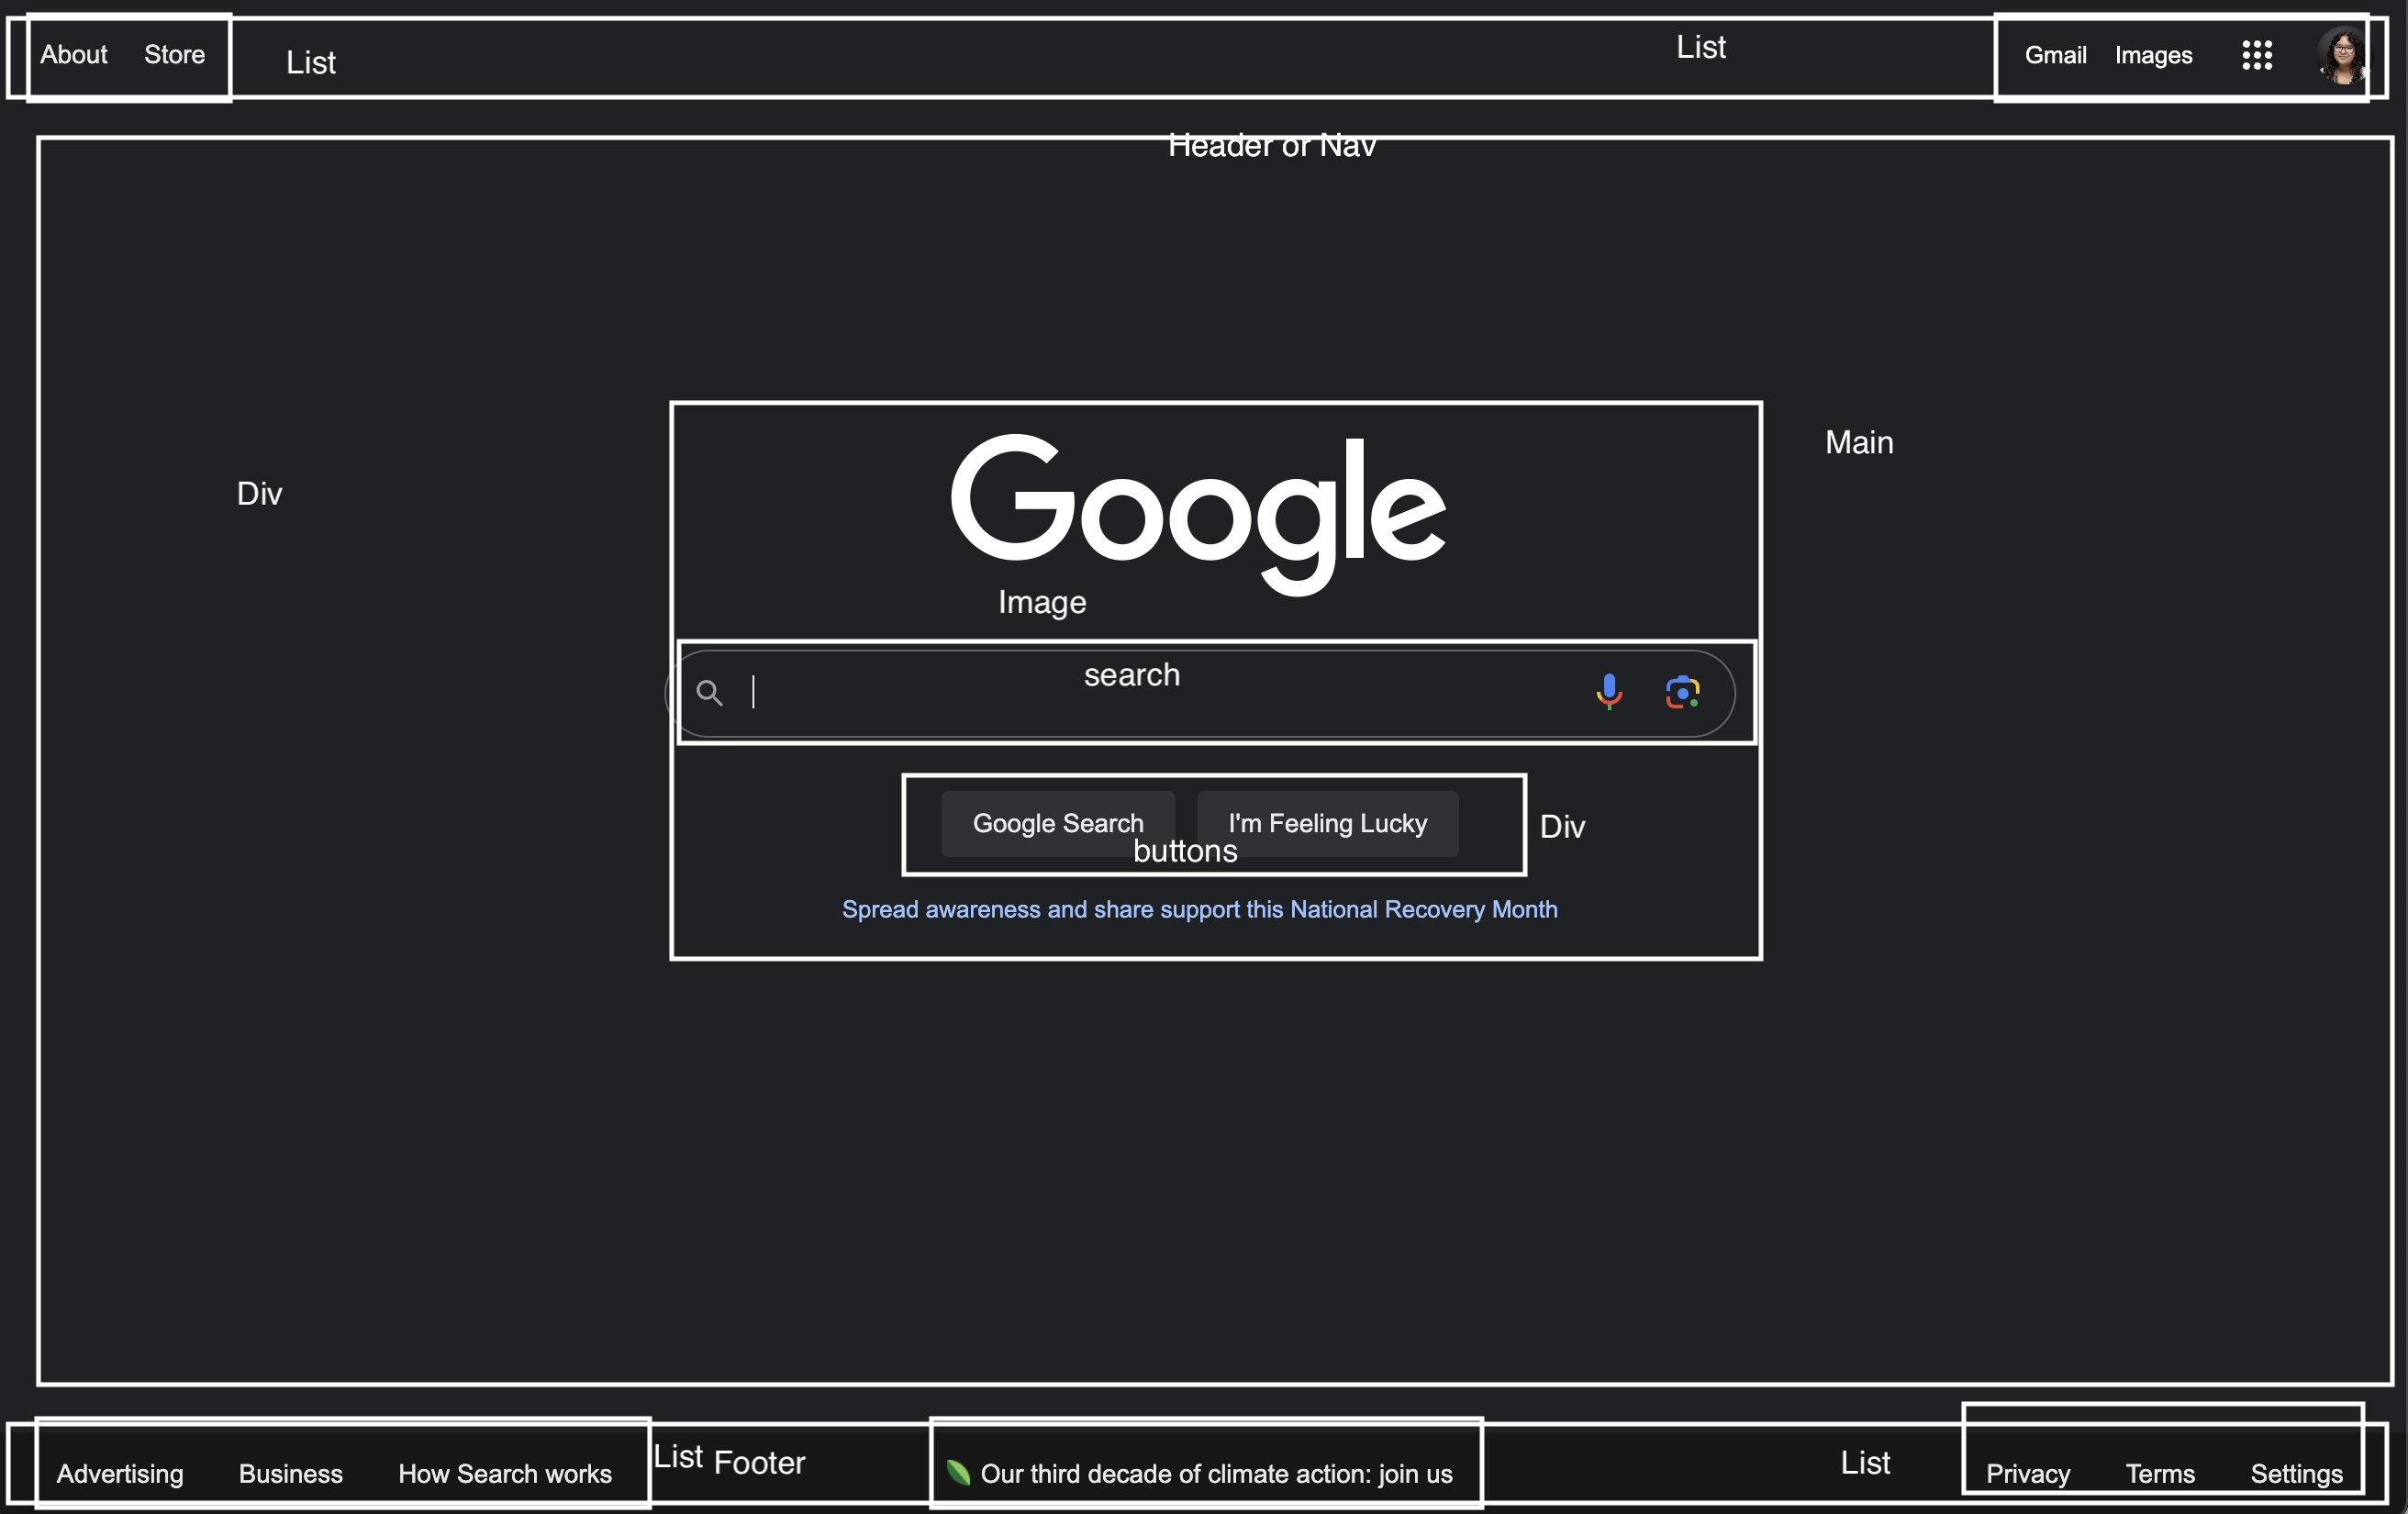 About Store List List Gmail Images
Header or Nav
Google
Main
Div
Image
search
Google Search I'm Feeling Lucky Div
buttons
Spread awareness and share support this National Recovery Month
Advertising Business How Search works List Footer Our third decade of climate action: join us List Privacy Terms Settings